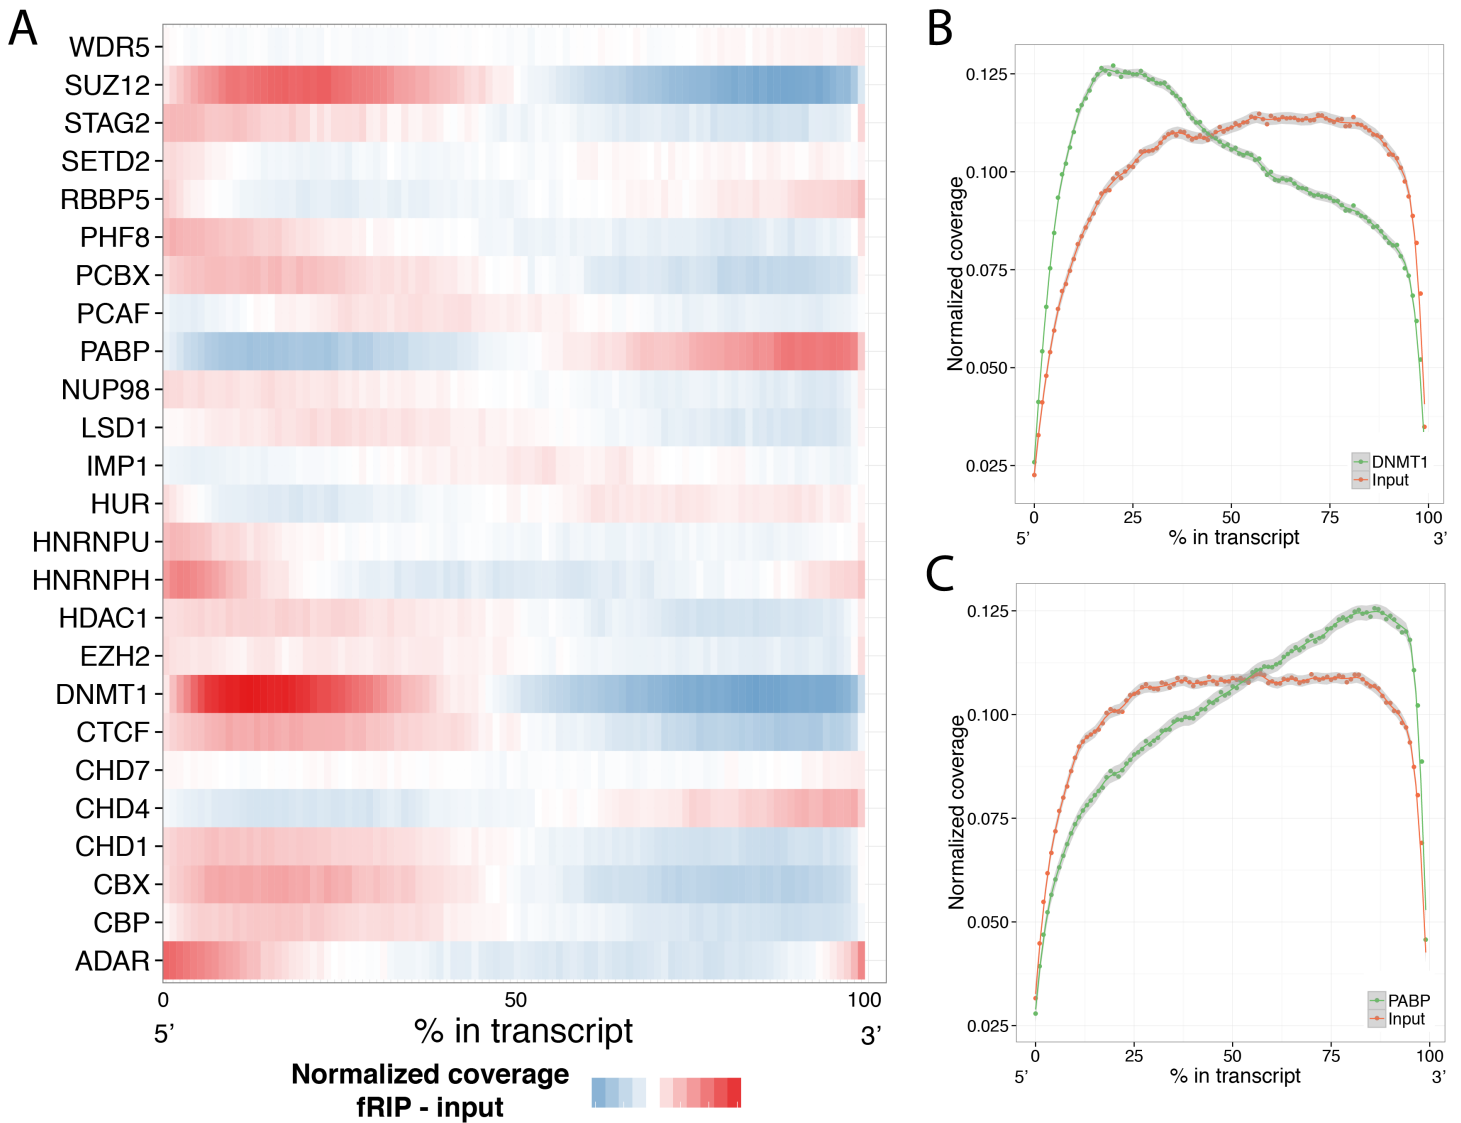 A
WDR5
SUZ12
STAG2
SETD2
RBBP5
PHF8
PCBX
PCAF
PABP
NUP98
LSD1
IMP1
HUR
HNRNPU
HNRNPH
HDAC1
EZH2
DNMT1
CTCF
CHD7
CHD4
CHD1
CBX
CBP
ADAR
0 50 100
5’ % in transcript 3’
Normalized coverage
fRIP - input
B
Normalized coverage
0.125
0.100
0.075
0.050
0.025
DNMT1
Input
0 25 50 75 100
5’ % in transcript 3’
C
Normalized coverage
0.125
0.100
0.075
0.050
0.025
PABP
Input
0 25 50 75 100
5’ % in transcript 3’